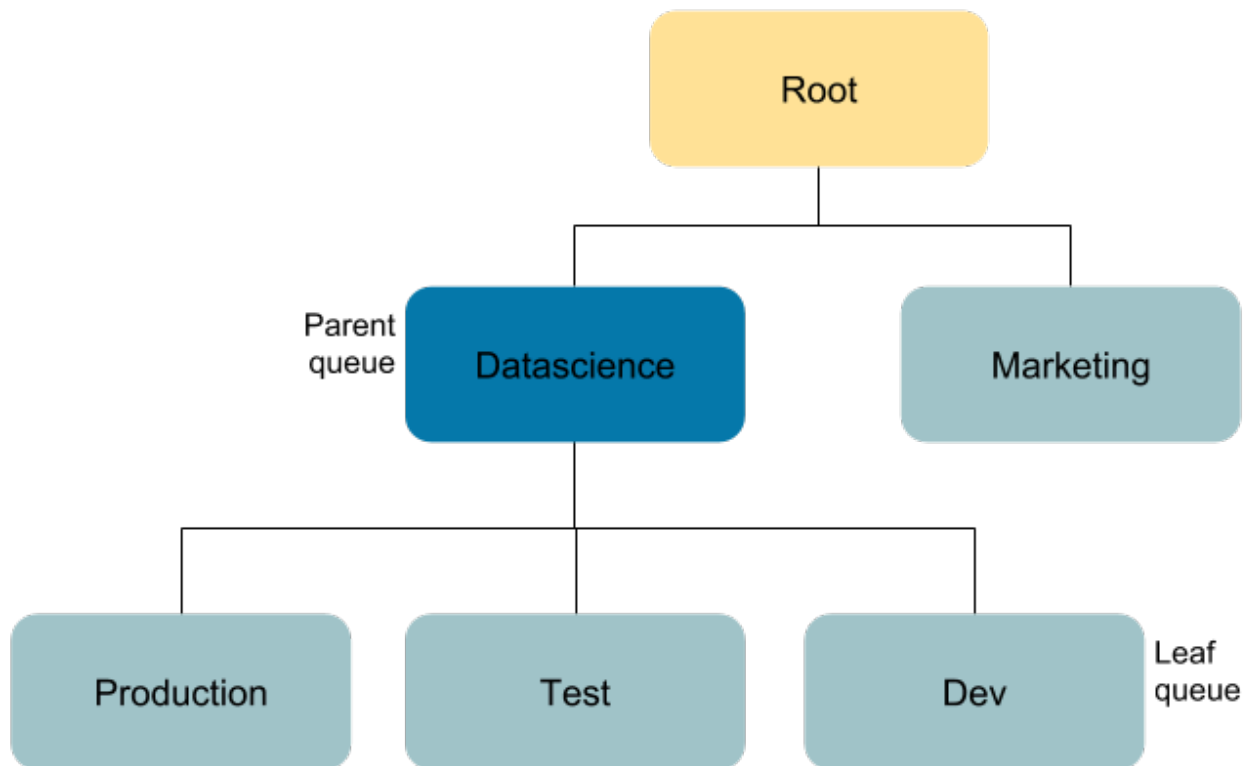 Root
Parent
queue
Datascience
Marketing
Production
Test
Dev
Leaf
queue